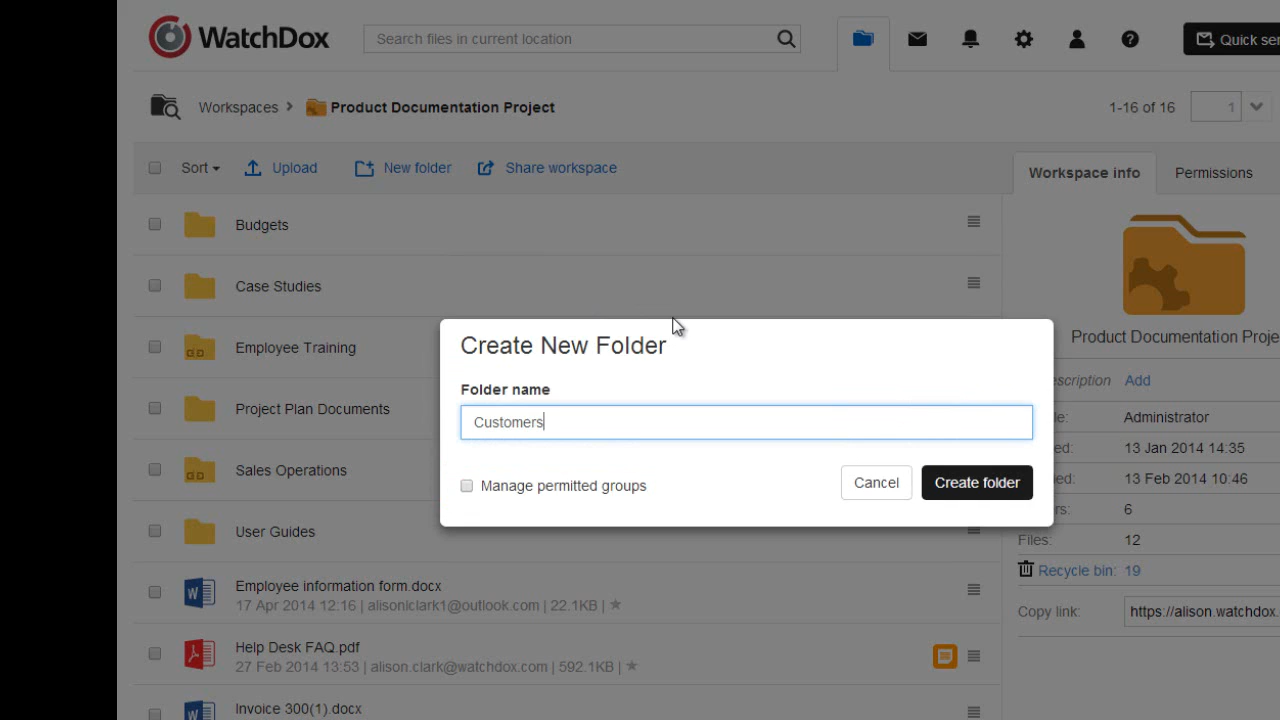 WatchDox
Search files in current location
Quick se
Workspaces > Product Documentation Project
1-16 of 16
1
Sort
Upload
New folder
Share workspace
Workspace info
Permissions
Budgets
Case Studies
Employee Training
Project Plan Documents
Sales Operations
User Guides
Employee information form.docx
17 Apr 2014 12:16 | alisonlclark1@outlook.com | 22.1KB |
Help Desk FAQ.pdf
27 Feb 2014 13:53 | alison.clark@watchdox.com | 592.1KB |
Invoice 300(1).docx
Create New Folder
Folder name
Customers
Manage permitted groups
Cancel
Create folder
Product Documentation Proje
scription Add
le: Administrator
ed: 13 Jan 2014 14:35
ed: 13 Feb 2014 10:46
rs: 6
Files: 12
Recycle bin: 19
Copy link: https://alison.watchdox.